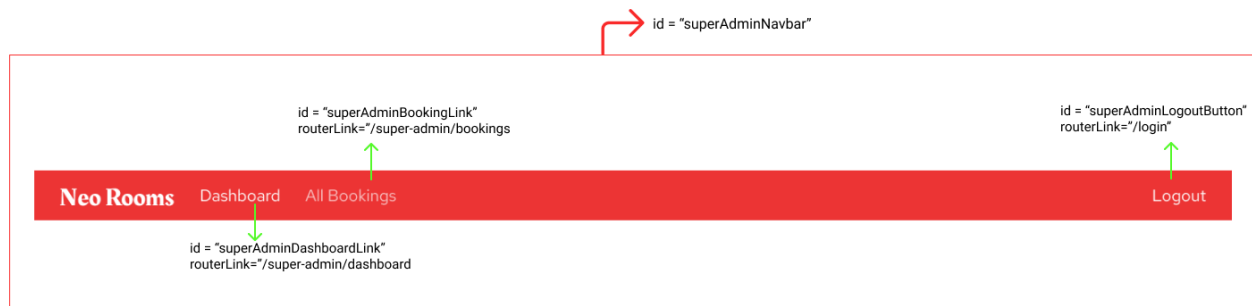 id = “superAdminNavbar”
id = “superAdminBookingLink”
routerLink=”/super-admin/bookings
id = “superAdminLogoutButton”
routerLink=”/login”
Neo Rooms
Dashboard
All Bookings
Logout
id = “superAdminDashboardLink”
routerLink=”/super-admin/dashboard